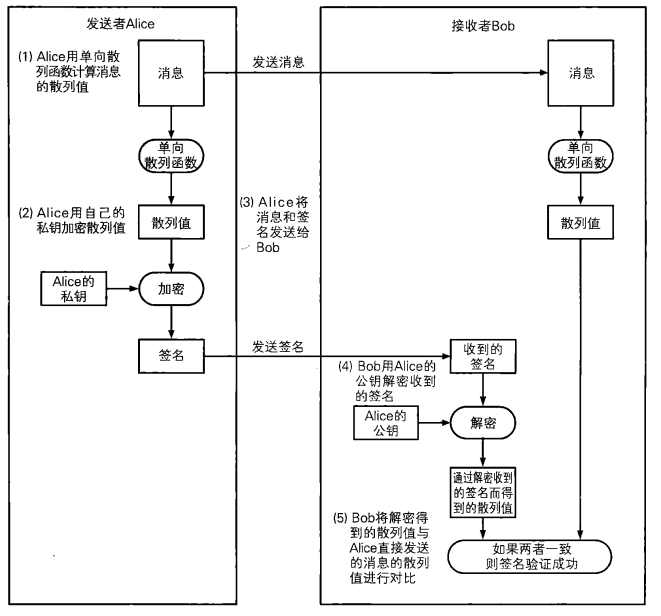 发送者Alice
(1) Alice用单向散
列函数计算消息
的散列值
消息
单向
散列函数
(2) Alice用自己的
私钥加密散列值
散列值
Alice的
私钥
加密
签名
发送消息
(3) Alice将
消息和签
名发送给
Bob
发送签名
接收者Bob
消息
单向
散列函数
散列值
收到的
签名
(4) Bob用Alice的
公钥解密收到
的签名
Alice的
公钥
解密
通过解密收到
的签名而得
到的散列值
(5) Bob将解密得
到的散列值与
Alice直接发送
的消息的散列
值进行对比
如果两者一致
则签名验证成功